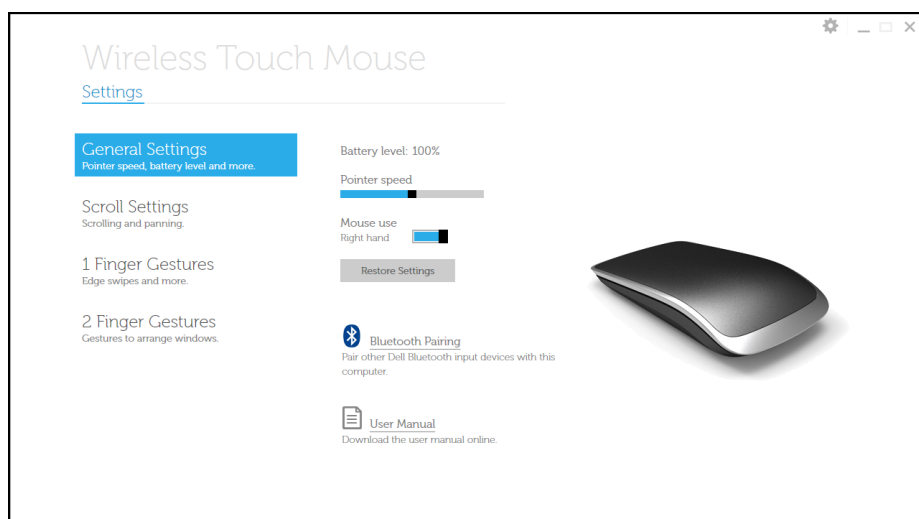 Wireless Touch Mouse
Settings
General Settings
Pointer speed, battery level and more.
Scroll Settings
Scrolling and panning.
1 Finger Gestures
Edge swipes and more.
2 Finger Gestures
Gestures to arrange windows.
Battery level: 100%
Pointer speed
Mouse use
Right hand
Restore Settings
Bluetooth Pairing
Pair other Dell Bluetooth input devices with this
computer.
User Manual
Download the user manual online.